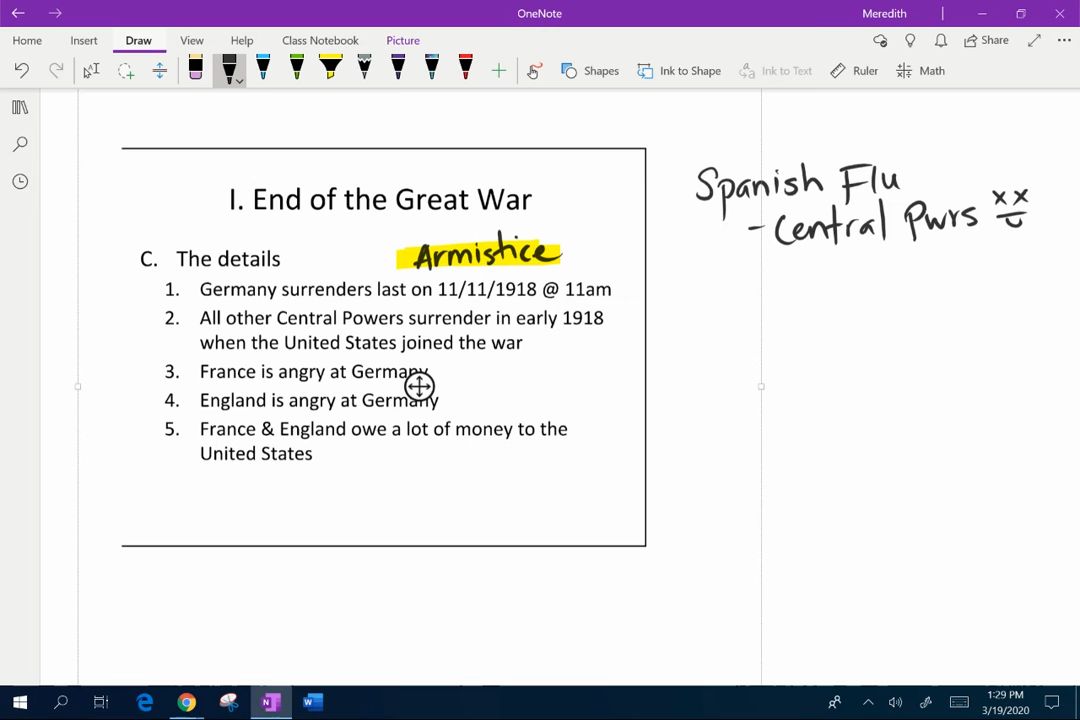 OneNote
Meredith
Home Insert Draw View Help Class Notebook Picture Share
Shapes Ink to Shape Ink to Text Ruler Math
I. End of the Great War
C. The details
Armistice
1. Germany surrenders last on 11/11/1918 @ 11am
2. All other Central Powers surrender in early 1918
when the United States joined the war
3. France is angry at Germany
4. England is angry at Germany
5. France & England owe a lot of money to the
United States
Spanish Flu
- Central Pwrs
1:29 PM
3/19/2020